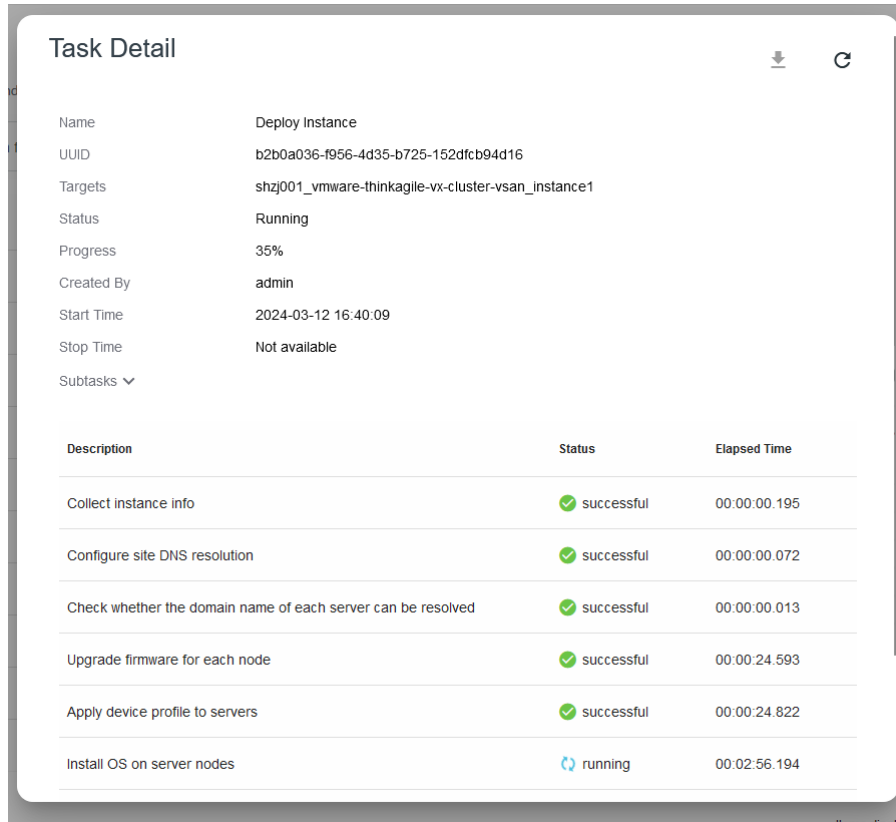 Task Detail
Name Deploy Instance
UUID b2b0a036-f956-4d35-b725-152dfcb94d16
Targets shzj001_vmware-thinkagile-vx-cluster-vsan_instance1
Status Running
Progress 35%
Created By admin
Start Time 2024-03-12 16:40:09
Stop Time Not available
Subtasks
Description Status Elapsed Time
Collect instance info successful 00:00:00.195
Configure site DNS resolution successful 00:00:00.072
Check whether the domain name of each server can be resolved successful 00:00:00.013
Upgrade firmware for each node successful 00:00:24.593
Apply device profile to servers successful 00:00:24.822
Install OS on server nodes running 00:02:56.194